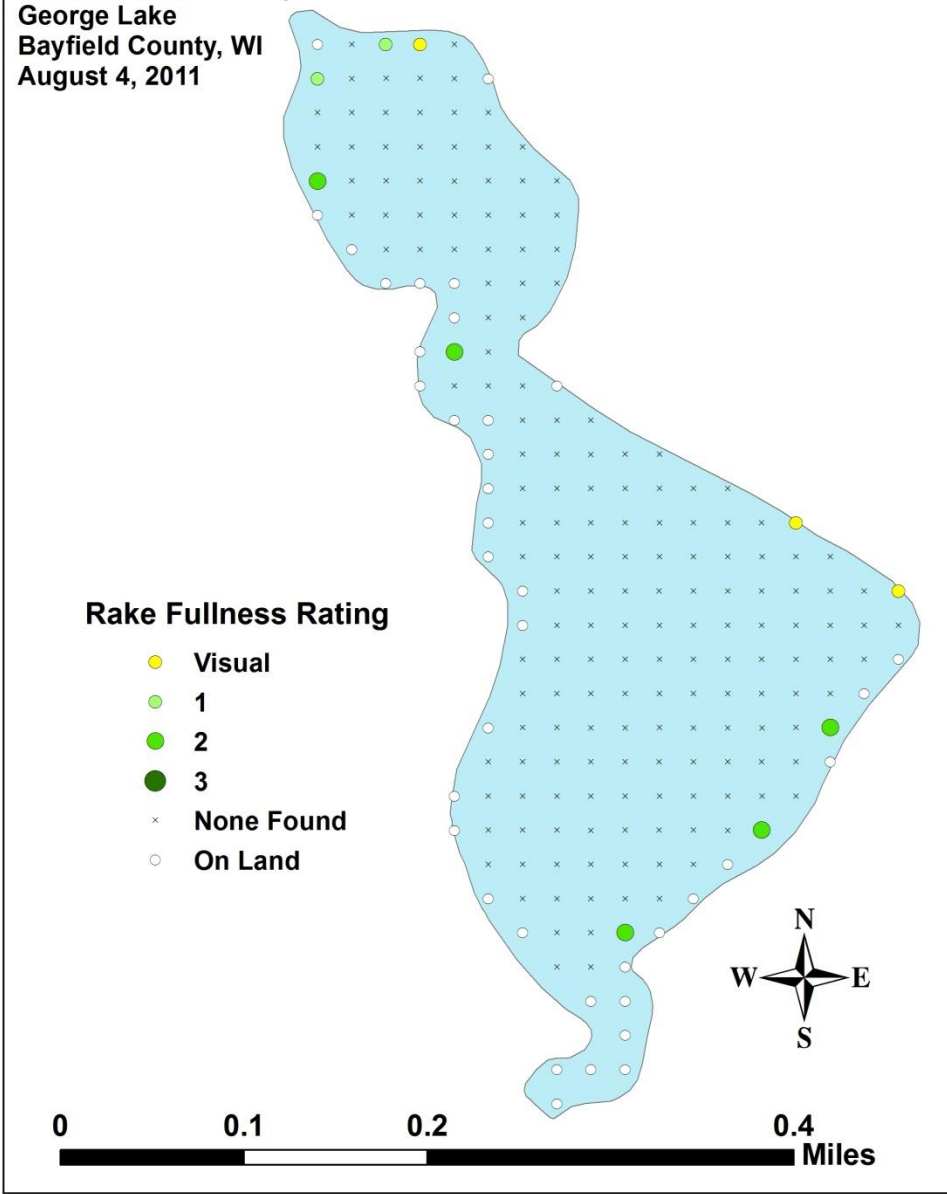 George Lake
Bayfield County, WI
August 4, 2011
Rake Fullness Rating
Visual
1
2
3
None Found
On Land
N
W E
S
0 0.1 0.2 0.4
Miles